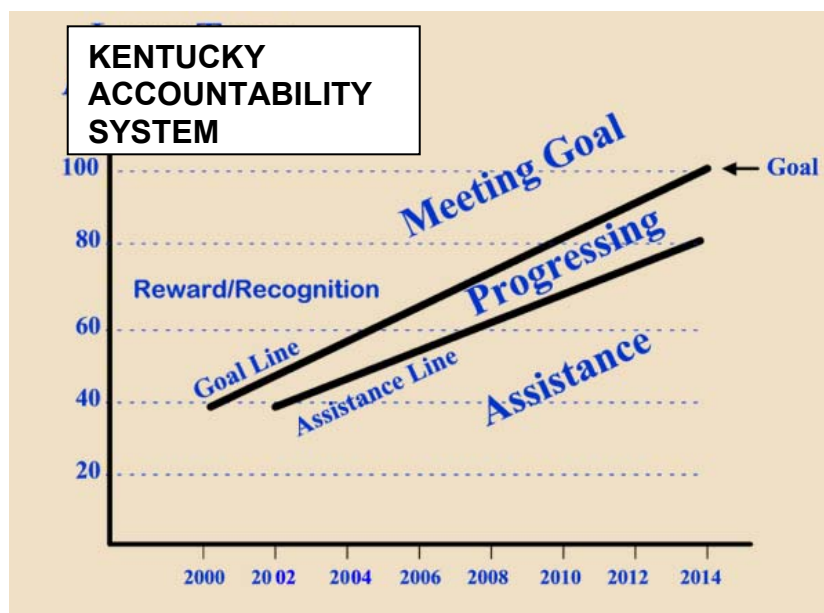 KENTUCKY
ACCOUNTABILITY
SYSTEM
100
Goal
Meeting Goal
80
Progressing
Reward/Recognition
60
Goal Line
Assistance Line
Assistance
40
20
2000 2002 2004 2006 2008 2010 2012 2014